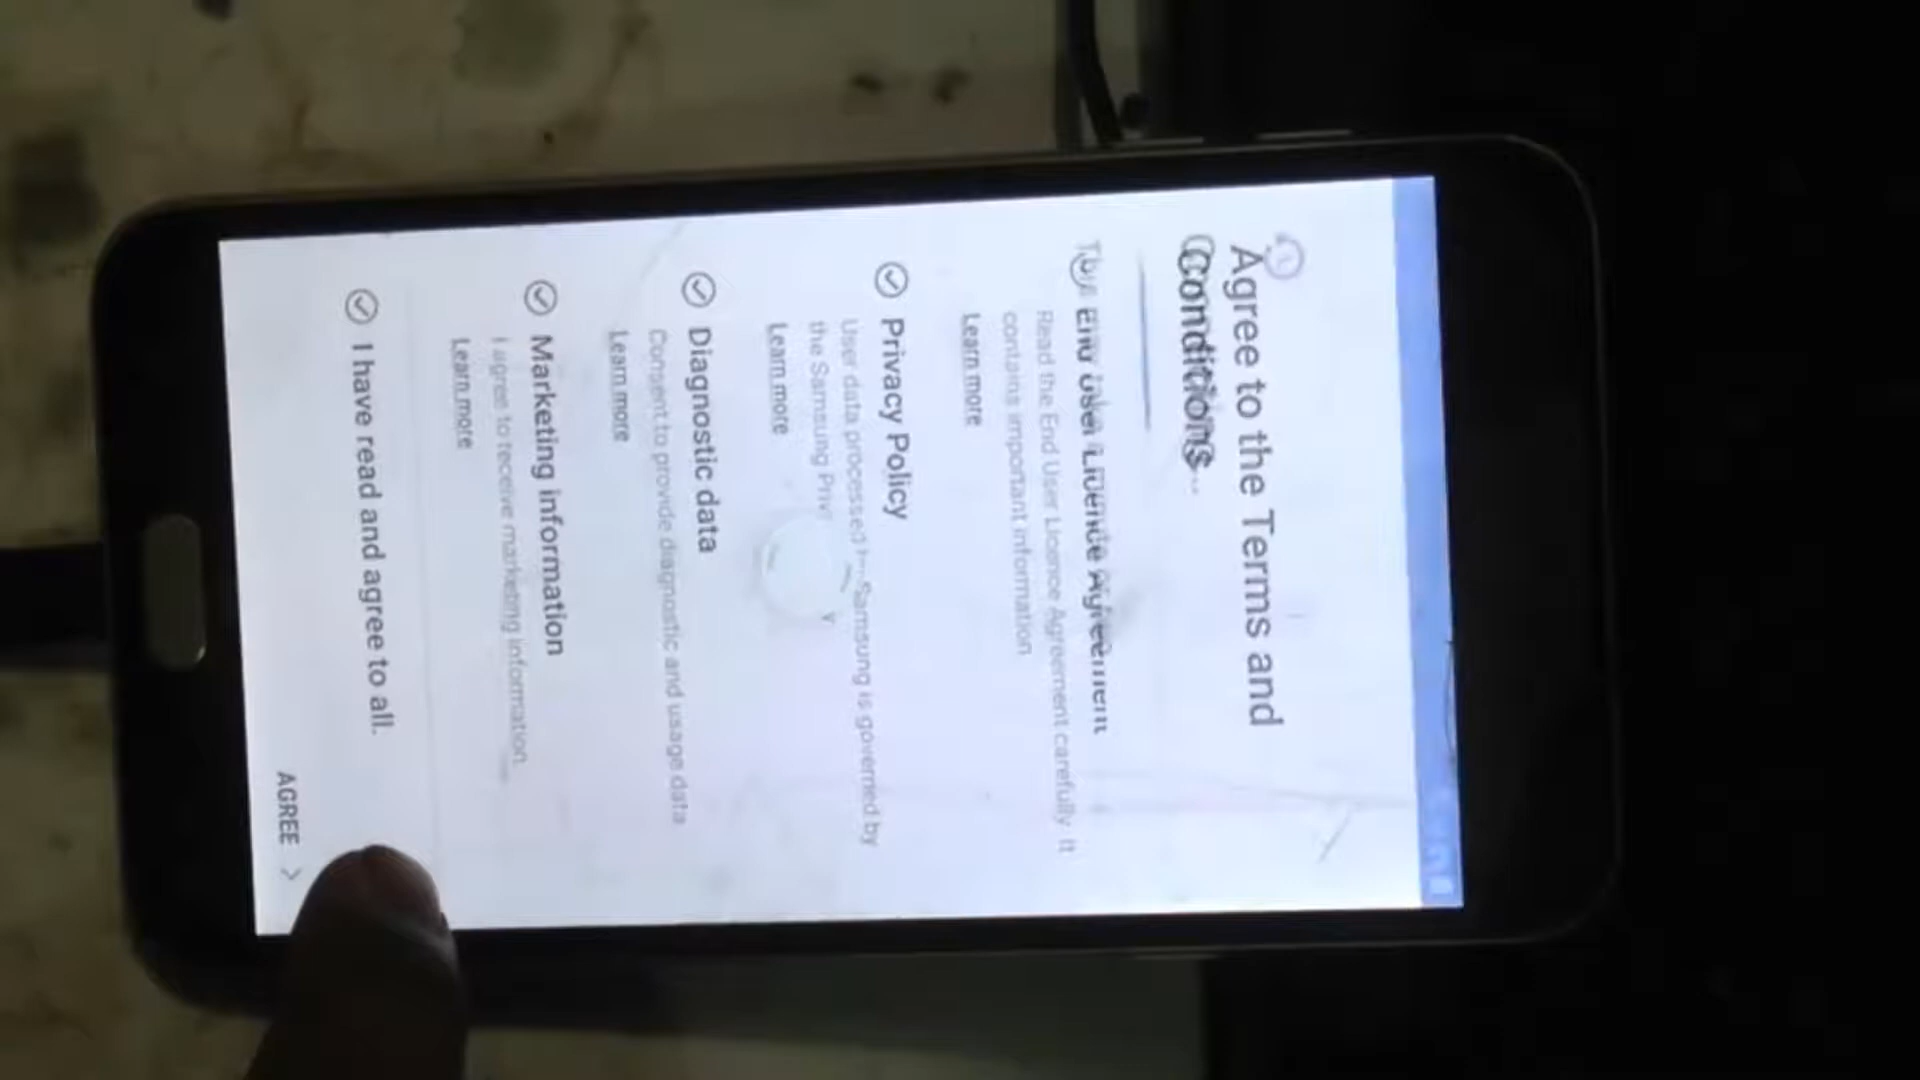 Agree to the Terms and
Conditions
End User Licence Agreement
Read the End User Licence Agreement carefully. It
contains important information
Learn more
Privacy Policy
User data processed Samsung is governed by
the Samsung
Learn more
Diagnostic data
Consent to provide diagnostic and usage data
Learn more
Marketing information
I agree to receive marketing information.
Learn more
I have read and agree to all.
AGREE >